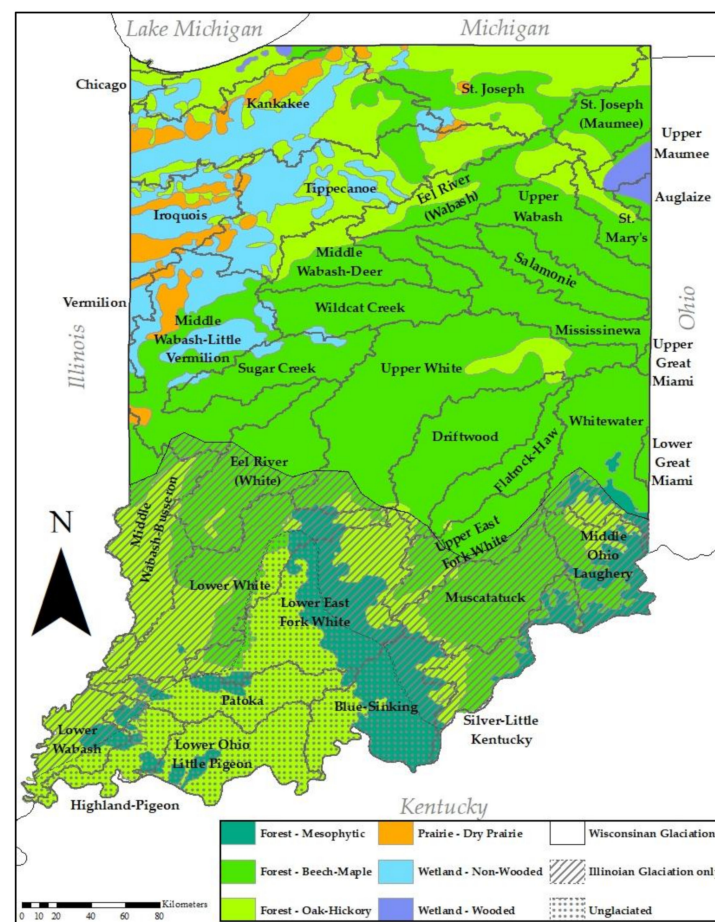 Lake Michigan
Michigan
Chicago
Kankakee
St. Joseph
St. Joseph
(Maumee)
Upper
Maumee
Auglaize
Iroquois
Tippecanoe
Eel River
(Wabash)
Upper
Wabash
St.
Mary's
Middle
Wabash-Deer
Salamonie
Vermilion
Illinois
Ohio
Wildcat Creek
Middle
Wabash-Little
Vermilion
Mississinewa
Sugar Creek
Upper White
Upper
Great
Miami
Driftwood
Flatrock-Haw
Whitewater
Lower
Great
Miami
Eel River
(White)
N
Middle
Wabash-Busseron
Upper East
Fork White
Middle
Ohio
Laughery
Lower White
Lower East
Fork White
Muscatatuck
Patoka
Blue-Sinking
Silver-Little
Kentucky
Lower
Wabash
Lower Ohio
Little Pigeon
Highland-Pigeon
Kentucky
Forest - Mesophytic
Prairie - Dry Prairie
Wisconsinan Glaciation
Forest - Beech-Maple
Wetland - Non-Wooded
Illinoian Glaciation only
Forest - Oak-Hickory
Wetland - Wooded
Unglaciated
Kilometers
0 10 20 40 60 80